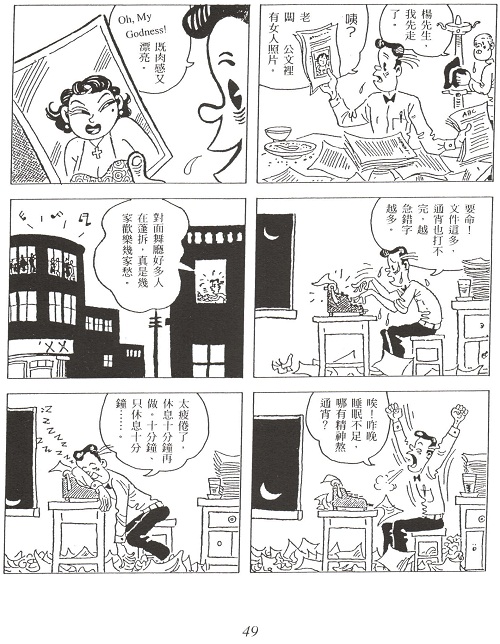 楊先生，
我先走
了。
咦？
老闆公文裡
有女人照片。
ABC
Oh, My
Godness!
既肉感又
漂亮。
要命！
文件這多，
通宵也打不
完，越
急錯字
越多。
對面舞廳好多人
在蓬拆，真是幾
家歡樂幾家愁。
'XX
唉！昨晚
睡眠不足，
哪有精神熬
通宵？
H
太疲倦了，
休息十分鐘再
做。十分鐘、
只休息十分
鐘……。
ZZZZZ
49